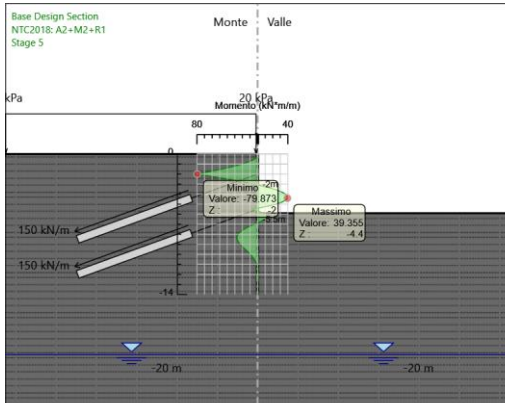 Base Design Section
NTC2018: A2+M2+R1
Stage 5
Monte
Valle
kPa
20 kPa
Momento (kN*m/m)
80
40
0
-2m
Minimo
Valore: -79.873
Z : -2
Massimo
Valore: 39.355
Z : -4.4
150 kN/m
150 kN/m
-14
-20 m
-20 m